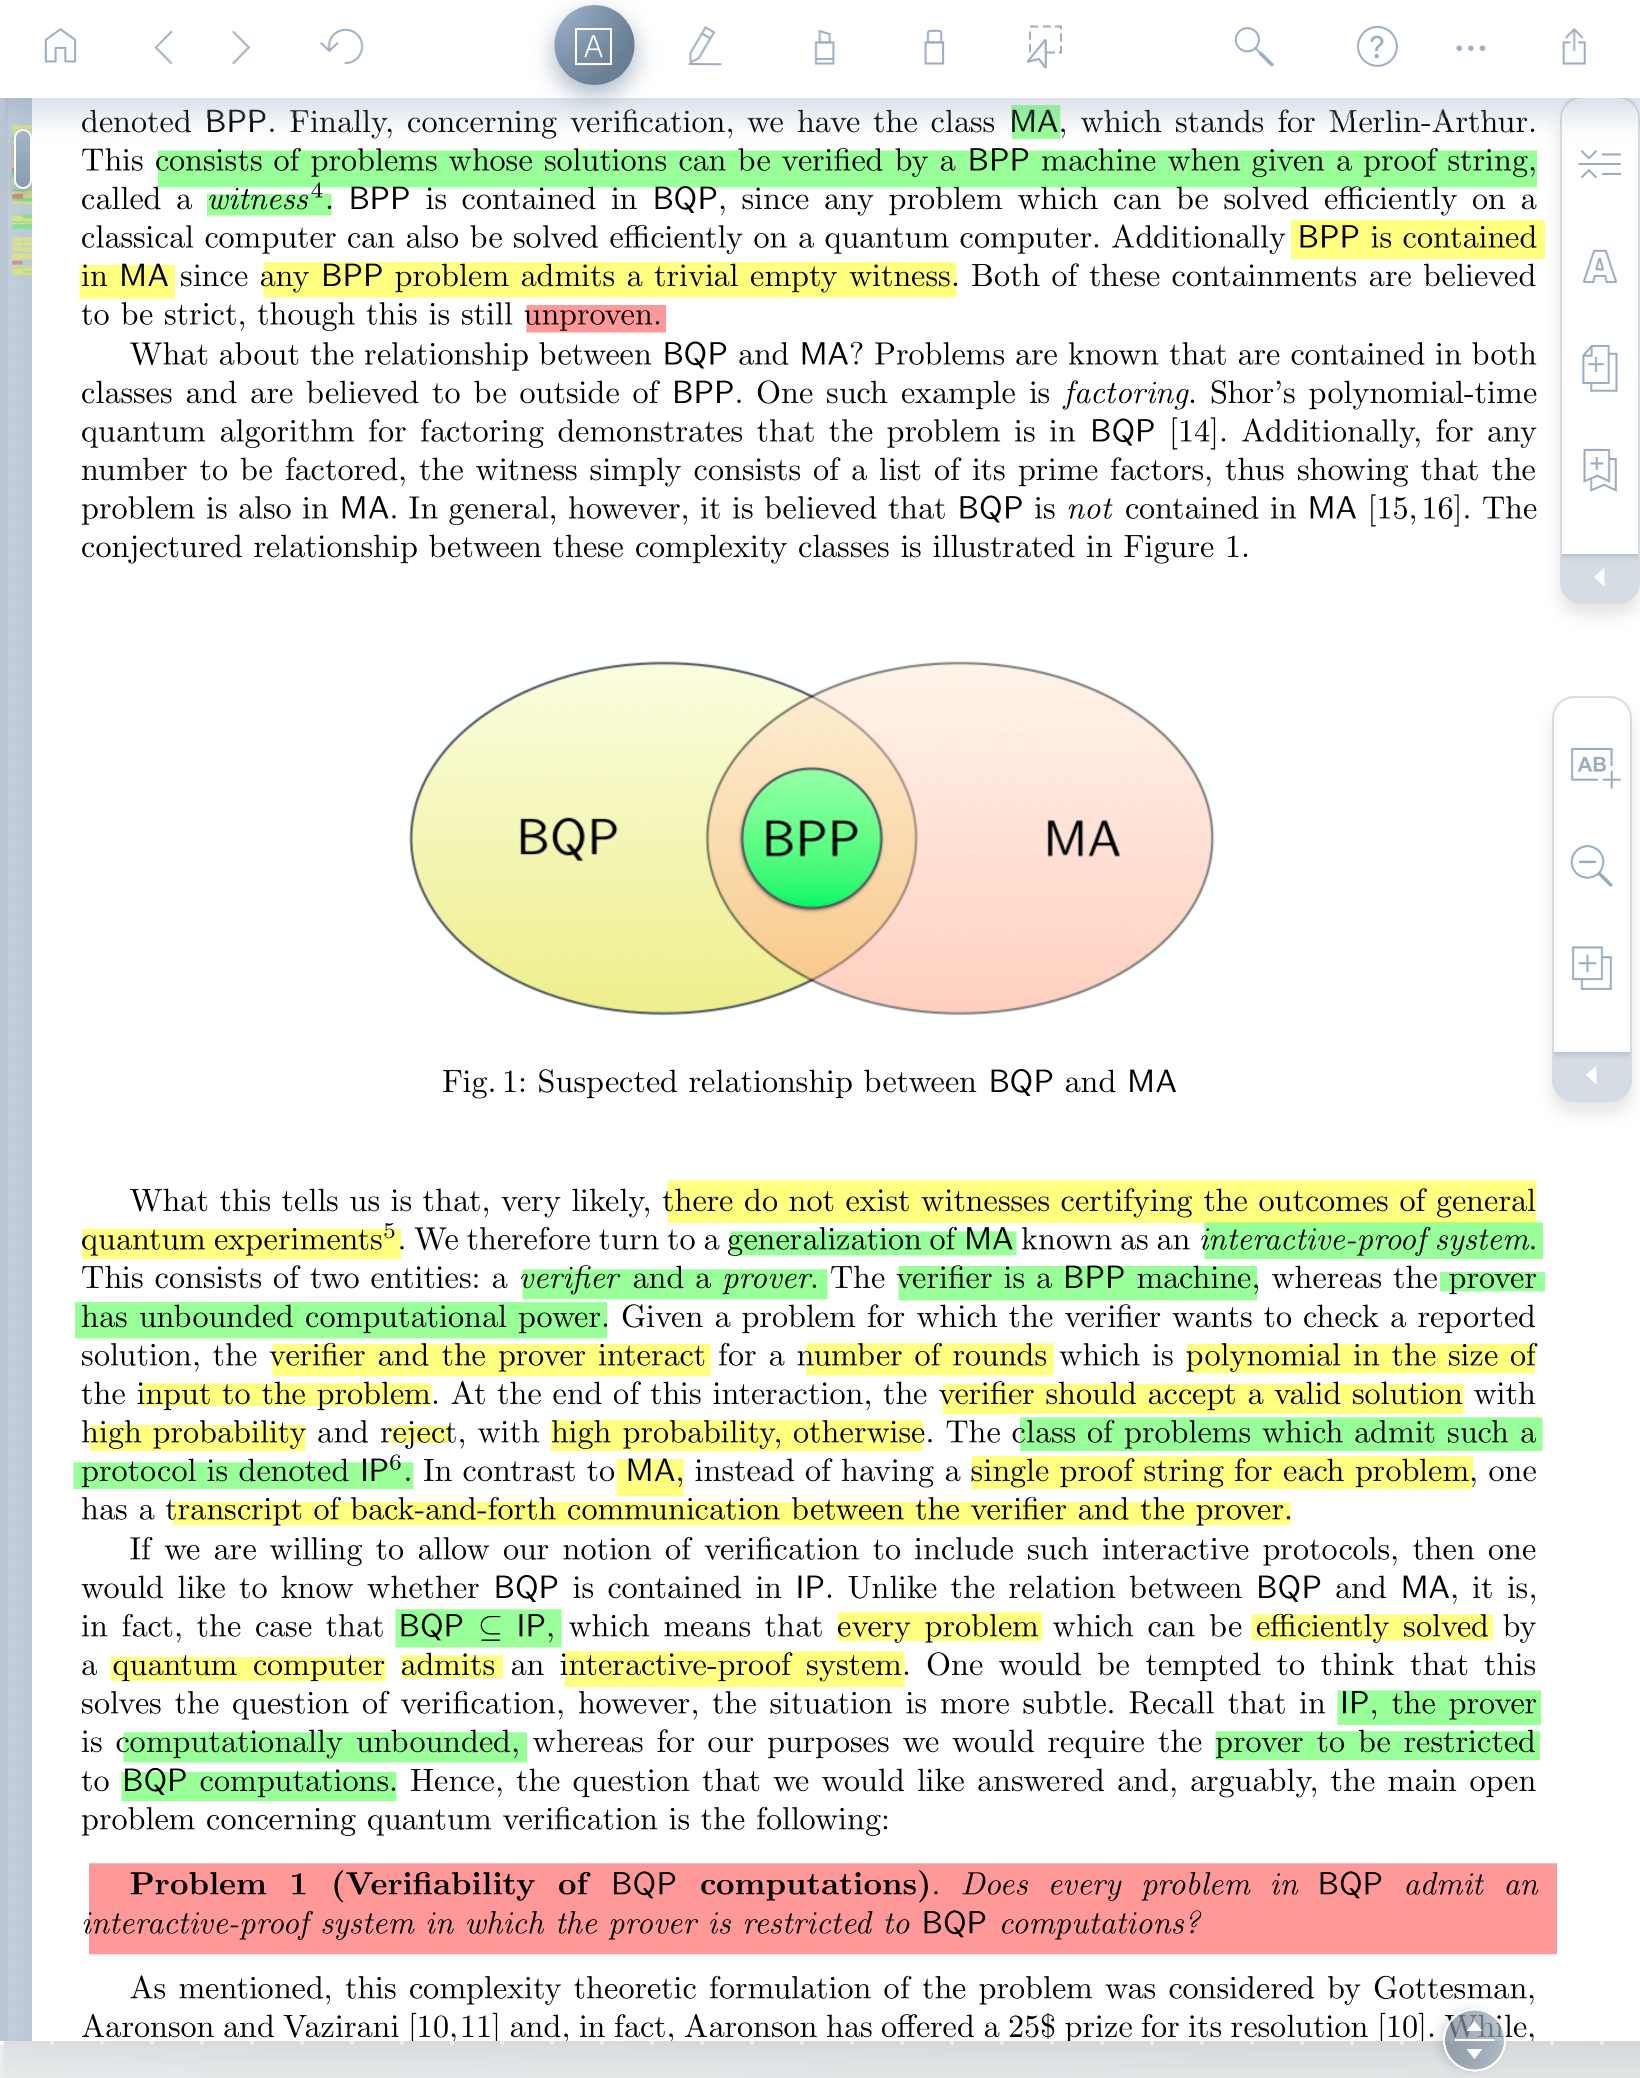 A
denoted BPP. Finally, concerning verification, we have the class MA, which stands for Merlin-Arthur.
This consists of problems whose solutions can be verified by a BPP machine when given a proof string,
called a witness⁴. BPP is contained in BQP, since any problem which can be solved efficiently on a
classical computer can also be solved efficiently on a quantum computer. Additionally BPP is contained
in MA since any BPP problem admits a trivial empty witness. Both of these containments are believed
to be strict, though this is still unproven.
What about the relationship between BQP and MA? Problems are known that are contained in both
classes and are believed to be outside of BPP. One such example is factoring. Shor's polynomial-time
quantum algorithm for factoring demonstrates that the problem is in BQP [14]. Additionally, for any
number to be factored, the witness simply consists of a list of its prime factors, thus showing that the
problem is also in MA. In general, however, it is believed that BQP is not contained in MA [15,16]. The
conjectured relationship between these complexity classes is illustrated in Figure 1.
BQP BPP MA
Fig. 1: Suspected relationship between BQP and MA
What this tells us is that, very likely, there do not exist witnesses certifying the outcomes of general
quantum experiments⁵. We therefore turn to a generalization of MA known as an interactive-proof system.
This consists of two entities: a verifier and a prover. The verifier is a BPP machine, whereas the prover
has unbounded computational power. Given a problem for which the verifier wants to check a reported
solution, the verifier and the prover interact for a number of rounds which is polynomial in the size of
the input to the problem. At the end of this interaction, the verifier should accept a valid solution with
high probability and reject, with high probability, otherwise. The class of problems which admit such a
protocol is denoted IP⁶. In contrast to MA, instead of having a single proof string for each problem, one
has a transcript of back-and-forth communication between the verifier and the prover.
If we are willing to allow our notion of verification to include such interactive protocols, then one
would like to know whether BQP is contained in IP. Unlike the relation between BQP and MA, it is,
in fact, the case that BQP ⊆ IP, which means that every problem which can be efficiently solved by
a quantum computer admits an interactive-proof system. One would be tempted to think that this
solves the question of verification, however, the situation is more subtle. Recall that in IP, the prover
is computationally unbounded, whereas for our purposes we would require the prover to be restricted
to BQP computations. Hence, the question that we would like answered and, arguably, the main open
problem concerning quantum verification is the following:
Problem 1 (Verifiability of BQP computations). Does every problem in BQP admit an
interactive-proof system in which the prover is restricted to BQP computations?
As mentioned, this complexity theoretic formulation of the problem was considered by Gottesman,
Aaronson and Vazirani [10,11] and, in fact, Aaronson has offered a 25$ prize for its resolution [10]. While,
A
AB